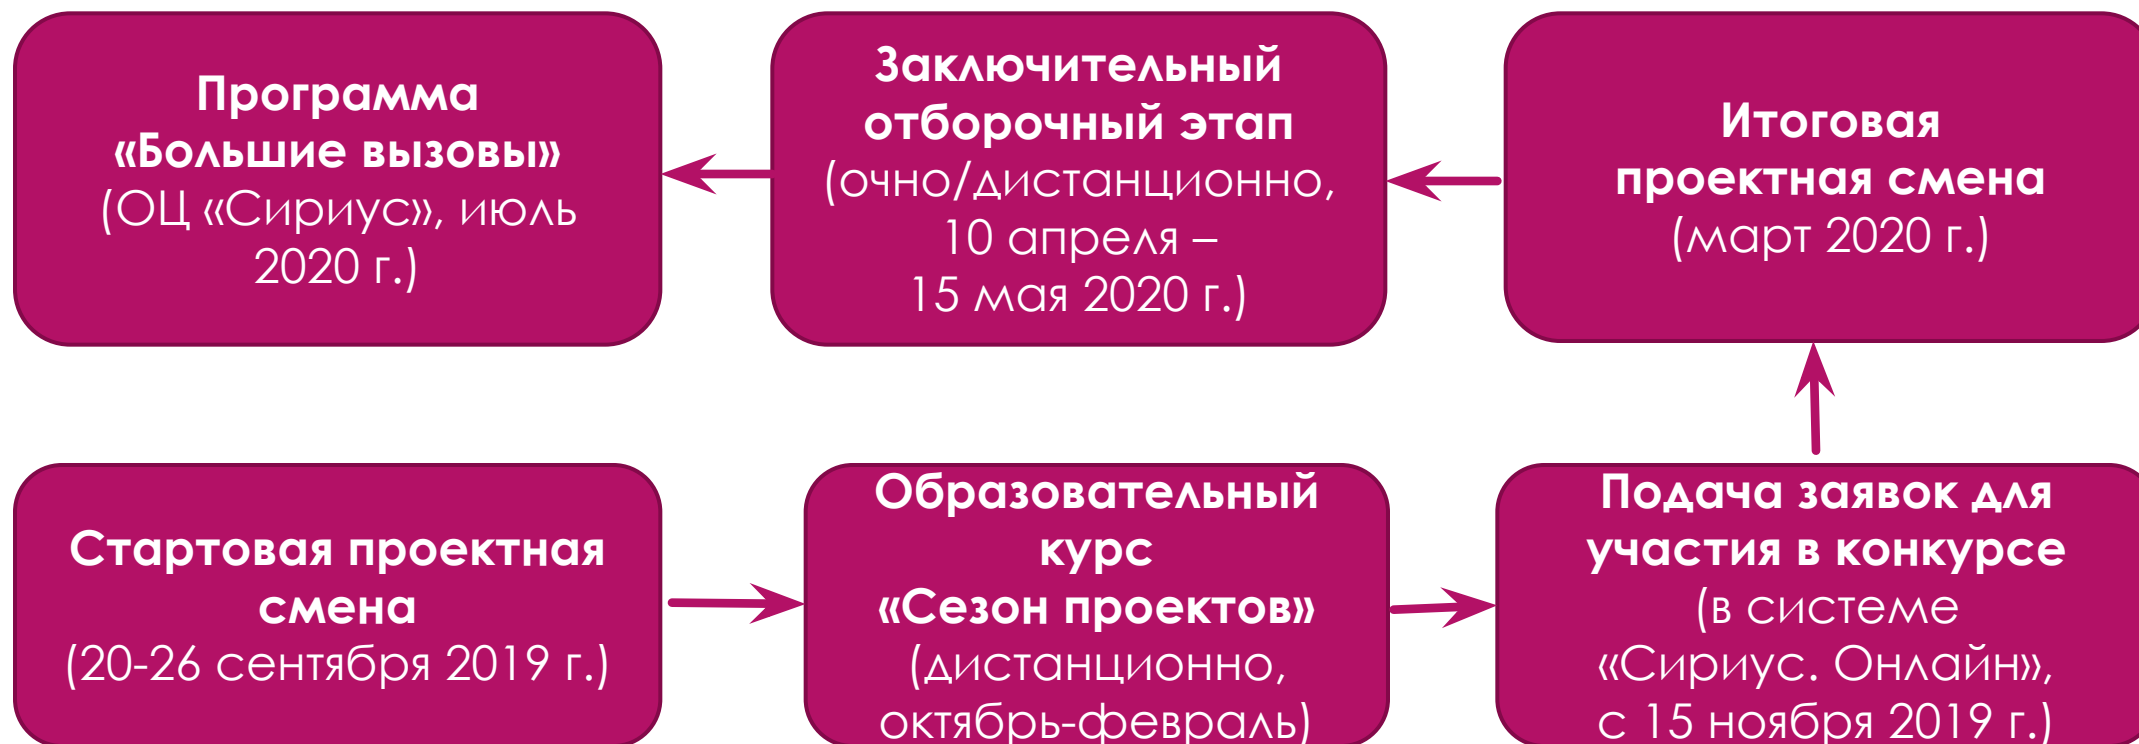 Программа
«Большие вызовы»
(ОЦ «Сириус», июль
2020 г.)
Заключительный
отборочный этап
(очно/дистанционно,
10 апреля –
15 мая 2020 г.)
Итоговая
проектная смена
(март 2020 г.)
Стартовая проектная
смена
(20-26 сентября 2019 г.)
Образовательный
курс
«Сезон проектов»
(дистанционно,
октябрь-февраль)
Подача заявок для
участия в конкурсе
(в системе
«Сириус. Онлайн»,
с 15 ноября 2019 г.)